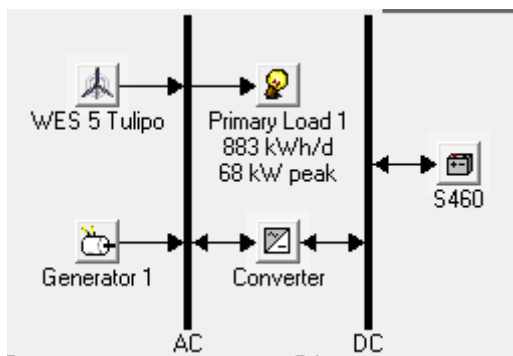 WES 5 Tulipo
Primary Load 1
883 kWh/d
68 kW peak
S460
Generator 1
Converter
AC
DC